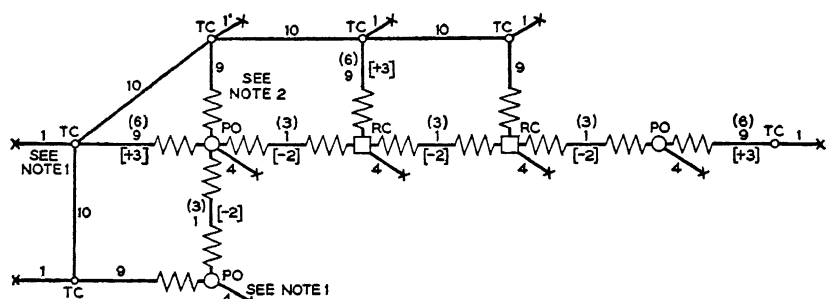 TC 1' TC 1 TC 1
10 10
(6)
9 9 [+3] 9
SEE
NOTE 2
10
(6) (3) (3) (3) (6)
1 TC 9 PO 1 RC 1 RC 1 PO 9 TC 1
SEE
NOTE 1
[+3] [-2] [-2] [-2] [+3]
4 4 4 4
10
(3)
1 [-2]
1 9 PO
TC
4 SEE NOTE 1